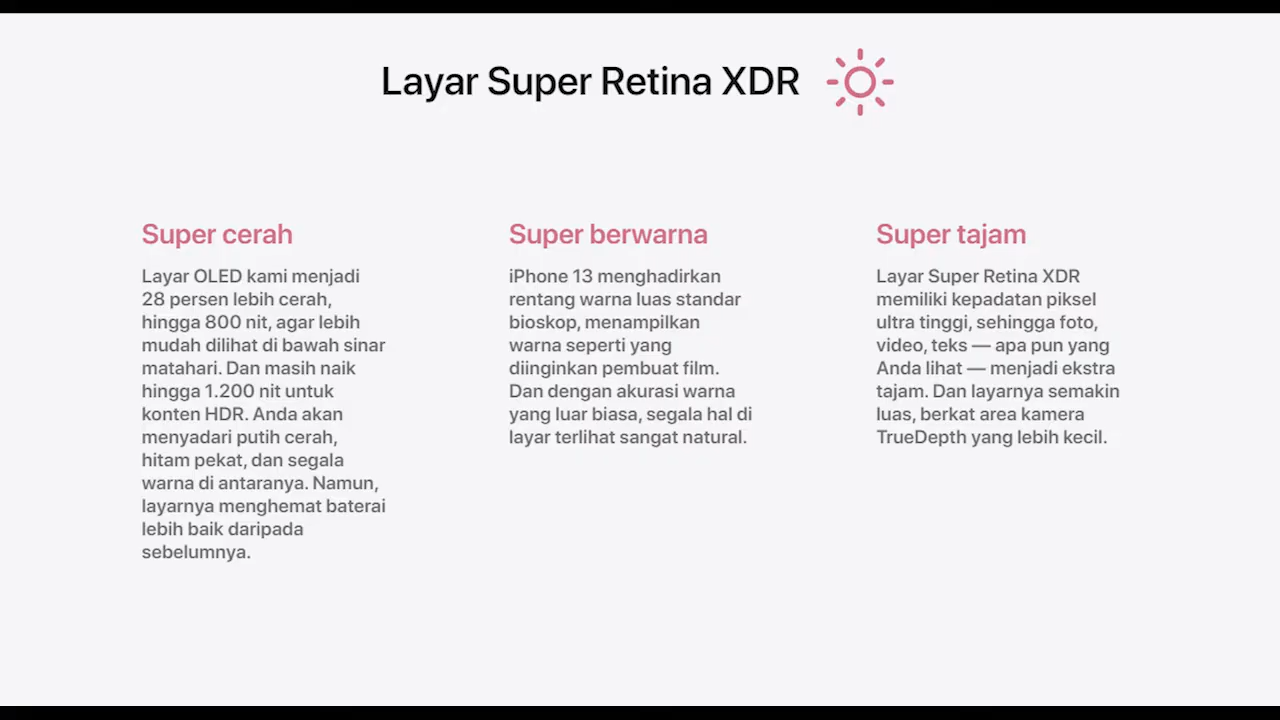 Layar Super Retina XDR
Super cerah
Layar OLED kami menjadi
28 persen lebih cerah,
hingga 800 nit, agar lebih
mudah dilihat di bawah sinar
matahari. Dan masih naik
hingga 1.200 nit untuk
konten HDR. Anda akan
menyadari putih cerah,
hitam pekat, dan segala
warna di antaranya. Namun,
layarnya menghemat baterai
lebih baik daripada
sebelumnya.
Super berwarna
iPhone 13 menghadirkan
rentang warna luas standar
bioskop, menampilkan
warna seperti yang
diinginkan pembuat film.
Dan dengan akurasi warna
yang luar biasa, segala hal di
layar terlihat sangat natural.
Super tajam
Layar Super Retina XDR
memiliki kepadatan piksel
ultra tinggi, sehingga foto,
video, teks — apa pun yang
Anda lihat — menjadi ekstra
tajam. Dan layarnya semakin
luas, berkat area kamera
TrueDepth yang lebih kecil.